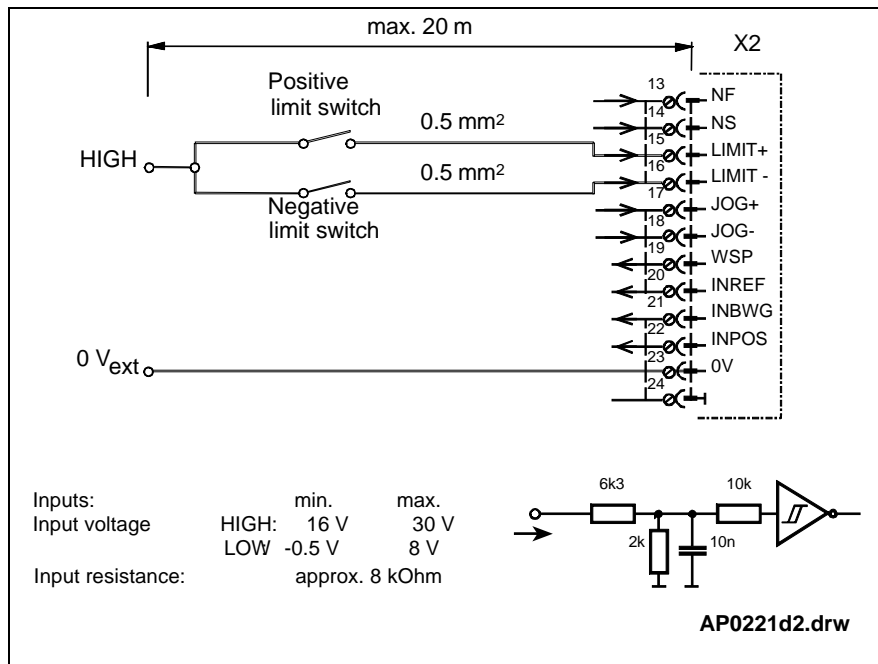 max. 20 m
X2
Positive
limit switch
0.5 mm²
HIGH
0.5 mm²
Negative
limit switch
0 Vext
13
NF
14
NS
15
LIMIT+
16
LIMIT -
17
JOG+
18
JOG-
19
WSP
20
INREF
21
INBWG
22
INPOS
23
0V
24
Inputs: min. max.
Input voltage HIGH: 16 V 30 V
LOW -0.5 V 8 V
Input resistance: approx. 8 kOhm
6k3
10k
2k
10n
AP0221d2.drw